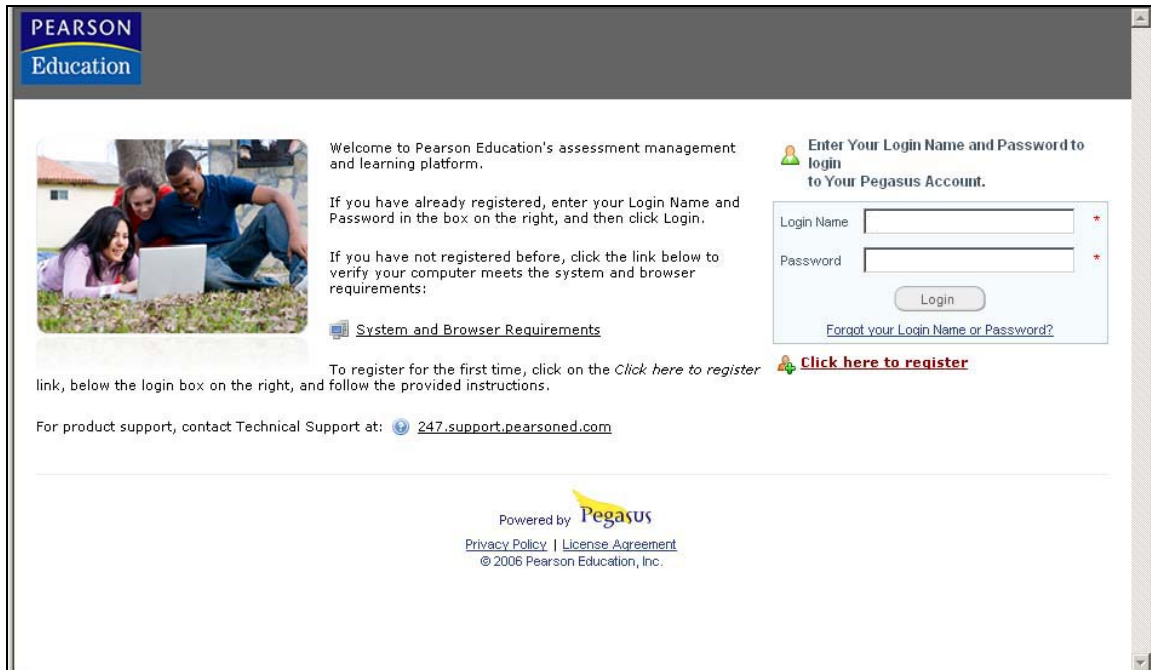 PEARSON
Education
Welcome to Pearson Education's assessment management
and learning platform.
If you have already registered, enter your Login Name and
Password in the box on the right, and then click Login.
If you have not registered before, click the link below to
verify your computer meets the system and browser
requirements:
System and Browser Requirements
To register for the first time, click on the Click here to register
link, below the login box on the right, and follow the provided instructions.
For product support, contact Technical Support at: 247.support.pearsoned.com
Enter Your Login Name and Password to
login
to Your Pegasus Account.
Login Name *
Password *
Login
Forgot your Login Name or Password?
Click here to register
Powered by Pegasus
Privacy Policy | License Agreement
© 2006 Pearson Education, Inc.